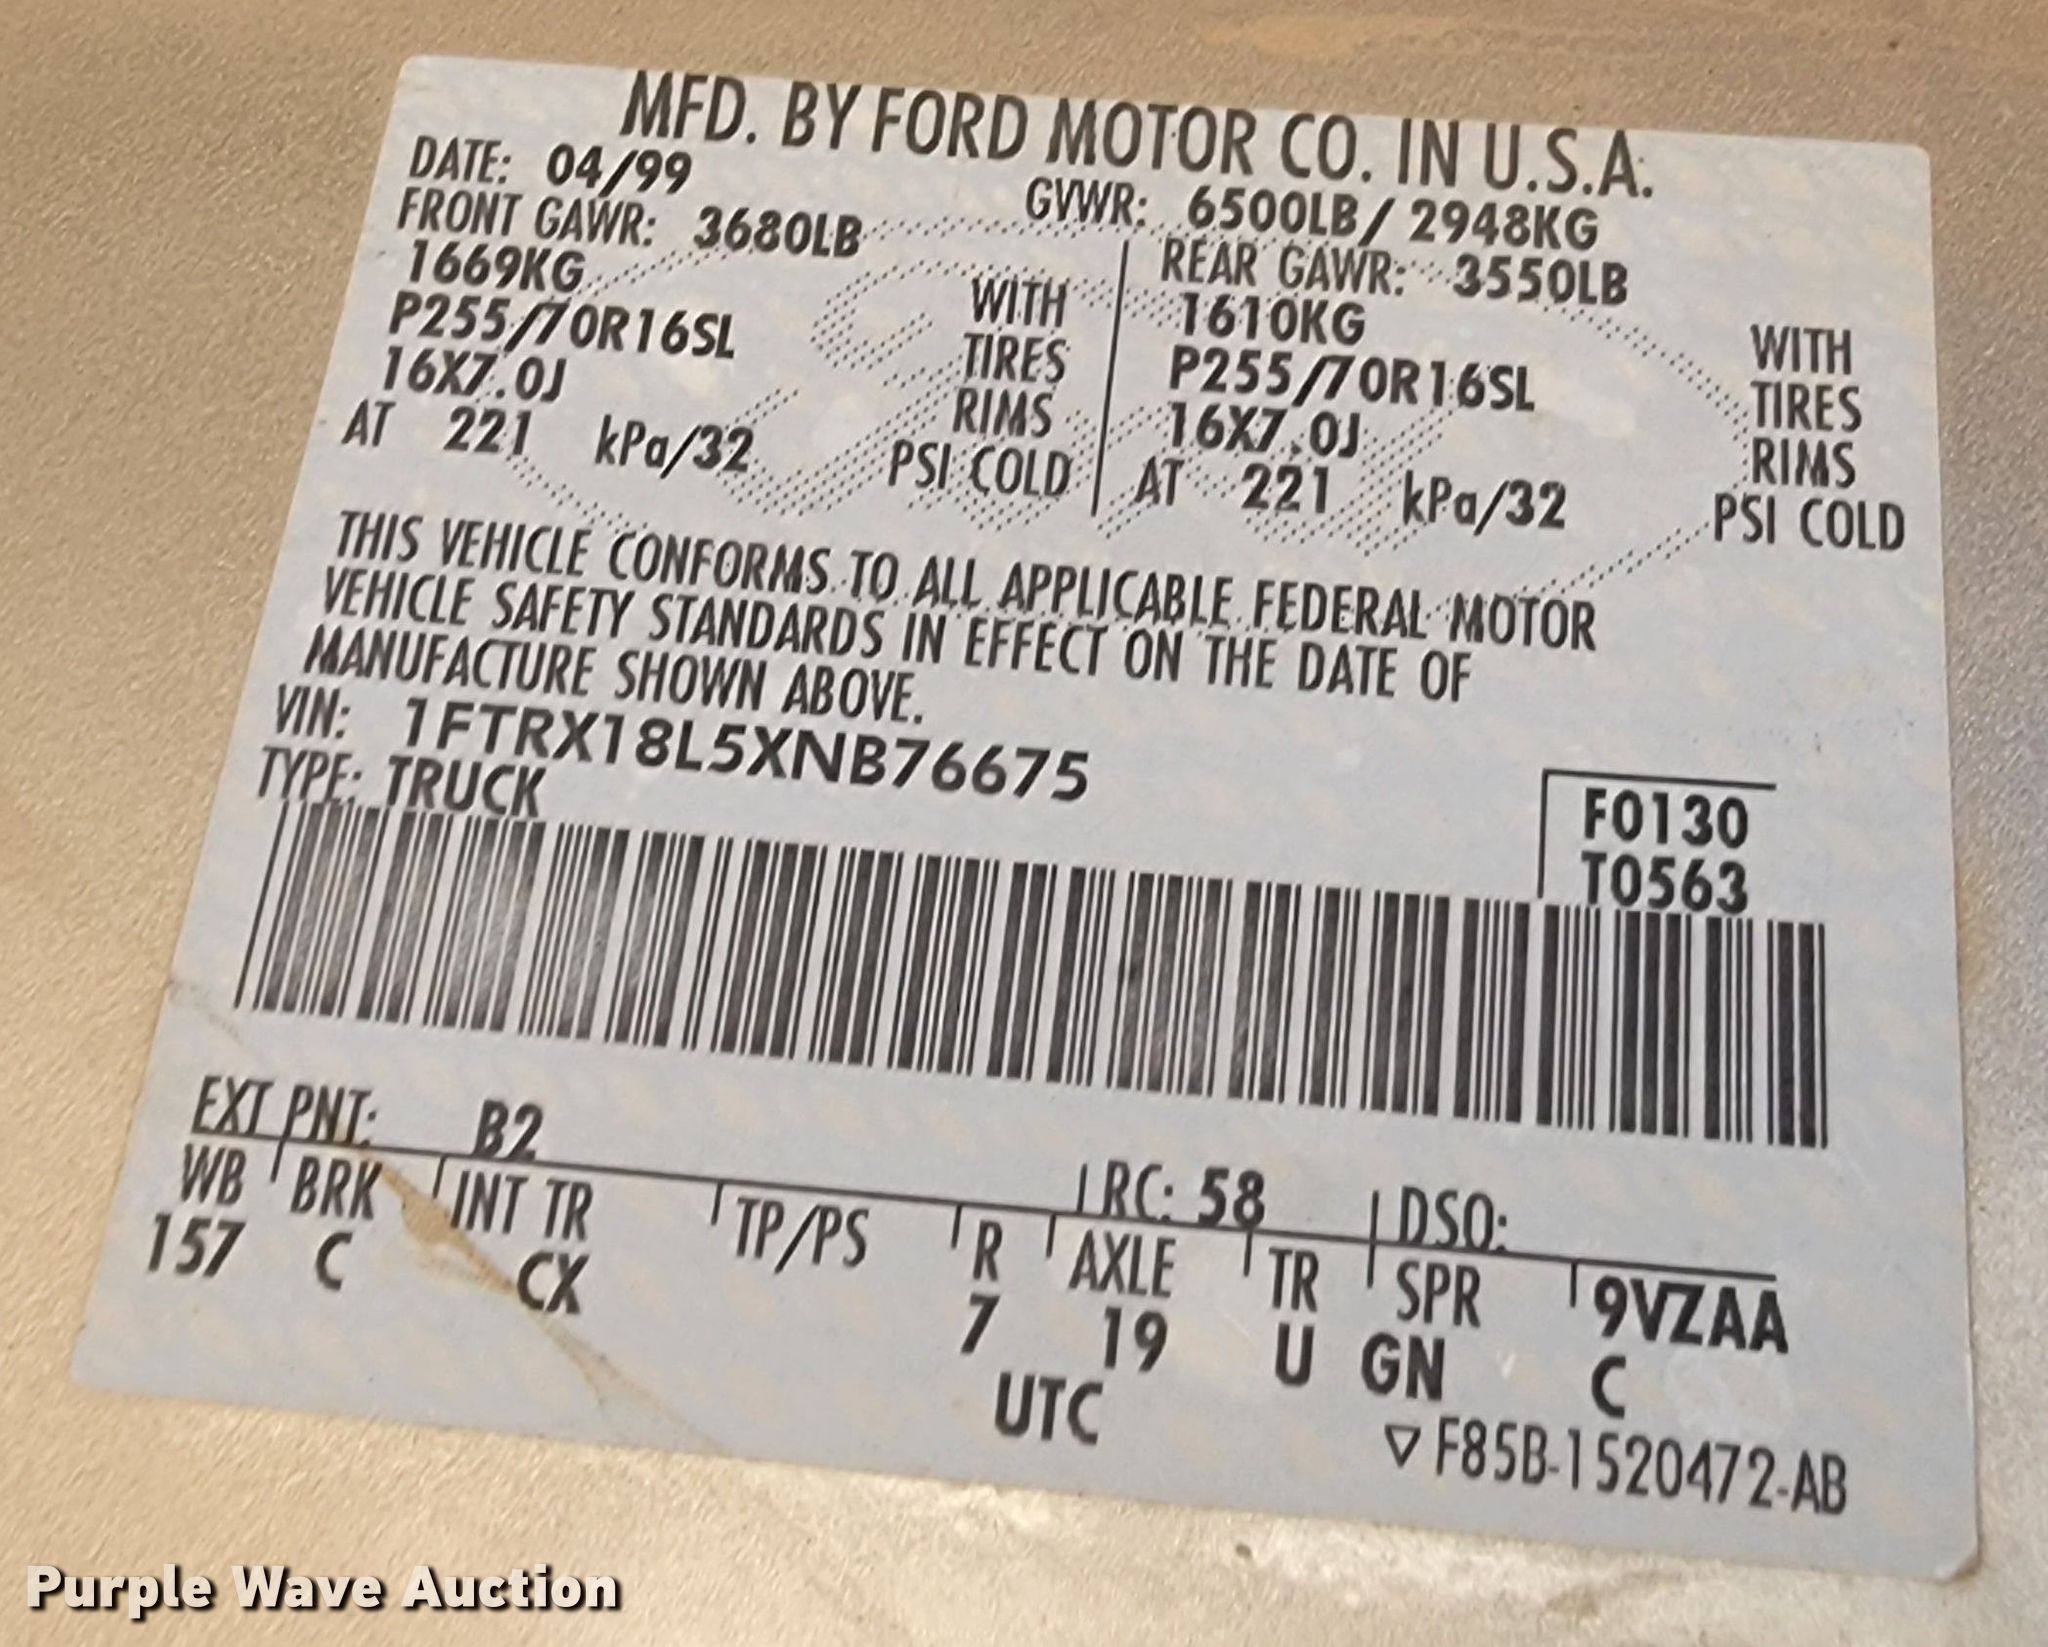 MFD. BY FORD MOTOR CO. IN U.S.A.
DATE: 04/99 GVWR: 6500LB/ 2948KG
FRONT GAWR: 3680LB REAR GAWR: 3550LB
1669KG WITH 1610KG WITH
P255/70R16SL TIRES P255/70R16SL TIRES
16X7.0J RIMS 16X7.0J RIMS
AT 221 kPa/32 PSI COLD AT 221 kPa/32 PSI COLD
THIS VEHICLE CONFORMS TO ALL APPLICABLE FEDERAL MOTOR
VEHICLE SAFETY STANDARDS IN EFFECT ON THE DATE OF
MANUFACTURE SHOWN ABOVE.
VIN: 1FTRX18L5XNB76675
TYPE: TRUCK
F0130
T0563
EXT PNT: B2 RC: 58 DSO:
WB BRK INT TR TP/PS R AXLE TR SPR 9VZAA
157 C CX 7 19 U GN C
UTC
▽ F85B-1520472-AB
Purple Wave Auction